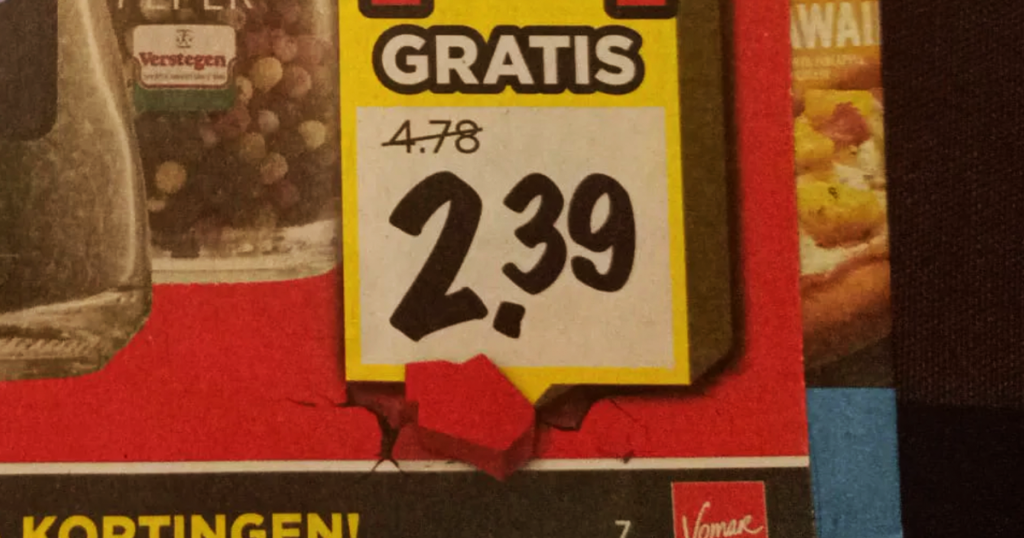 PEPER
Verstegen
GRATIS
4.78
2.39
AWAI
KORTINGEN!
7
Vomar